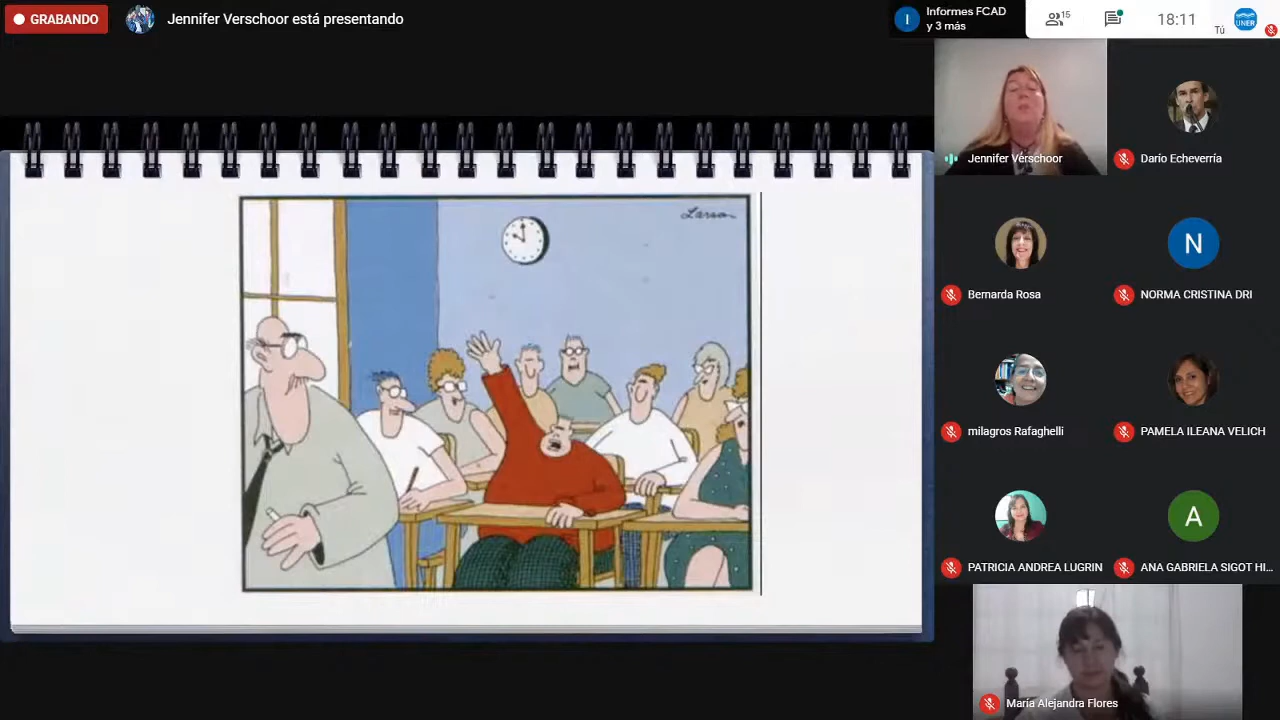 GRABANDO
Jennifer Verschoor está presentando
I
Informes FCAD
y 3 más
15
18:11
Tú
UNER
Larson
Jennifer Verschoor
Darío Echeverría
Bernarda Rosa
N
NORMA CRISTINA DRI
milagros Rafaghelli
PAMELA ILEANA VELICH
PATRICIA ANDREA LUGRIN
A
ANA GABRIELA SIGOT HI...
María Alejandra Flores